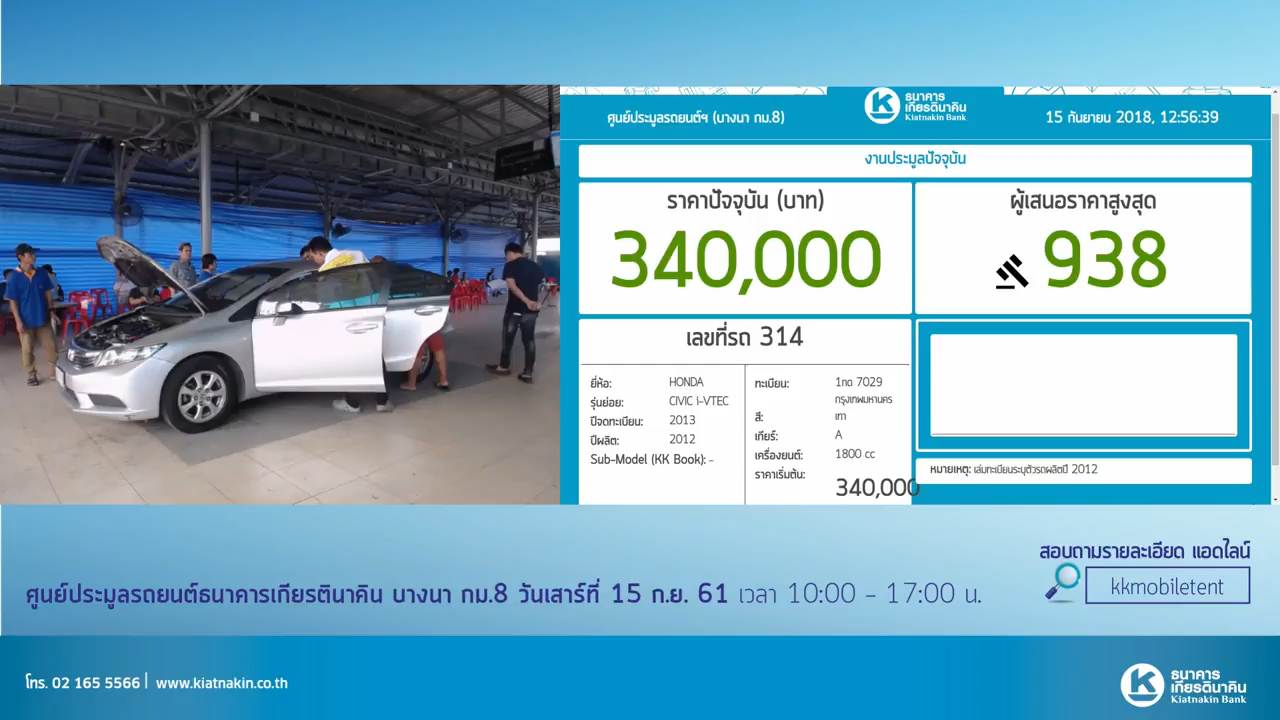 ศูนย์ประมูลรถยนต์ฯ (บางนา กม.8)
ธนาคาร
เกียรตินาคิน
Kiatnakin Bank
15 กันยายน 2018, 12:56:39
งานประมูลปัจจุบัน
ราคาปัจจุบัน (บาท)
340,000
ผู้เสนอราคาสูงสุด
938
เลขที่รถ 314
ยี่ห้อ: HONDA
รุ่นย่อย: CIVIC i-VTEC
ปีจดทะเบียน: 2013
ปีผลิต: 2012
Sub-Model (KK Book): -
ทะเบียน: 1กด 7029
กรุงเทพมหานคร
สี: เทา
เกียร์: A
เครื่องยนต์: 1800 cc
ราคาเริ่มต้น: 340,000
หมายเหตุ: เล่มทะเบียนระบุตัวรถผลิตปี 2012
สอบถามรายละเอียด แอดไลน์
kkmobiletent
ศูนย์ประมูลรถยนต์ธนาคารเกียรตินาคิน บางนา กม.8 วันเสาร์ที่ 15 ก.ย. 61 เวลา 10:00 - 17:00 น.
โทร. 02 165 5566 | www.kiatnakin.co.th
ธนาคาร
เกียรตินาคิน
Kiatnakin Bank